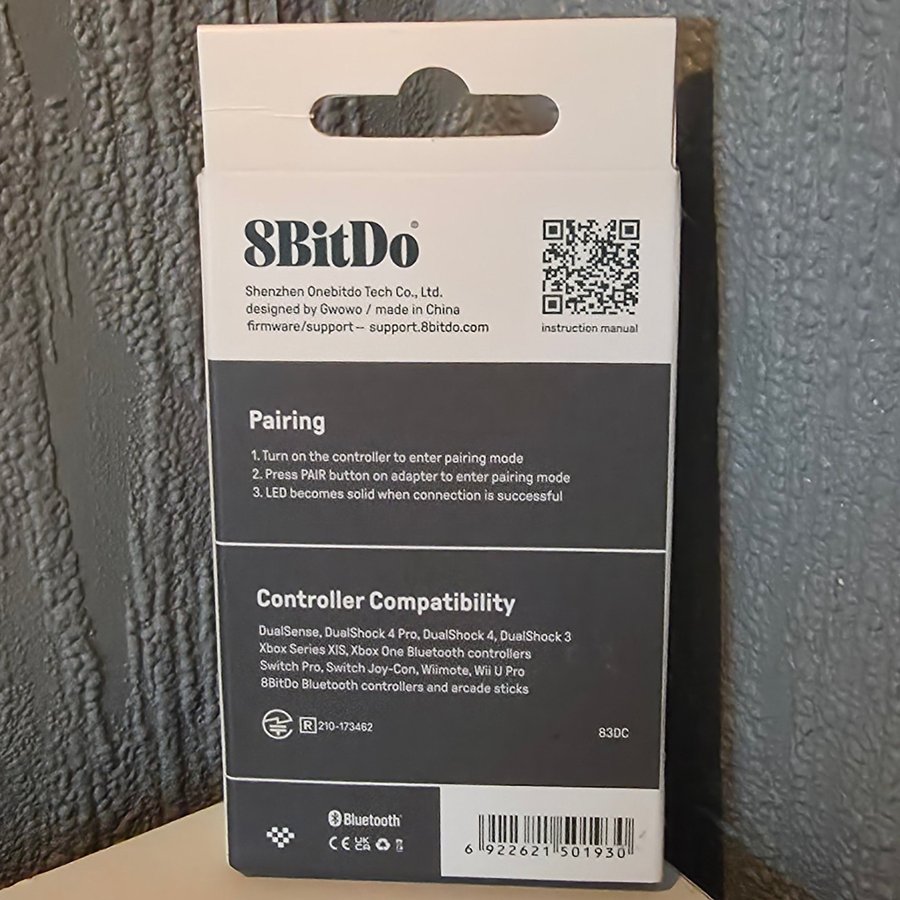 8BitDo®
Shenzhen Onebitdo Tech Co., Ltd.
designed by Gwowo / made in China
firmware/support – support.8bitdo.com
instruction manual
Pairing
1. Turn on the controller to enter pairing mode
2. Press PAIR button on adapter to enter pairing mode
3. LED becomes solid when connection is successful
Controller Compatibility
DualSense, DualShock 4 Pro, DualShock 4, DualShock 3
Xbox Series X|S, Xbox One Bluetooth controllers
Switch Pro, Switch Joy-Con, Wiimote, Wii U Pro
8BitDo Bluetooth controllers and arcade sticks
R 210-173462
83DC
Bluetooth®
CE UK CA
6 922621 501930